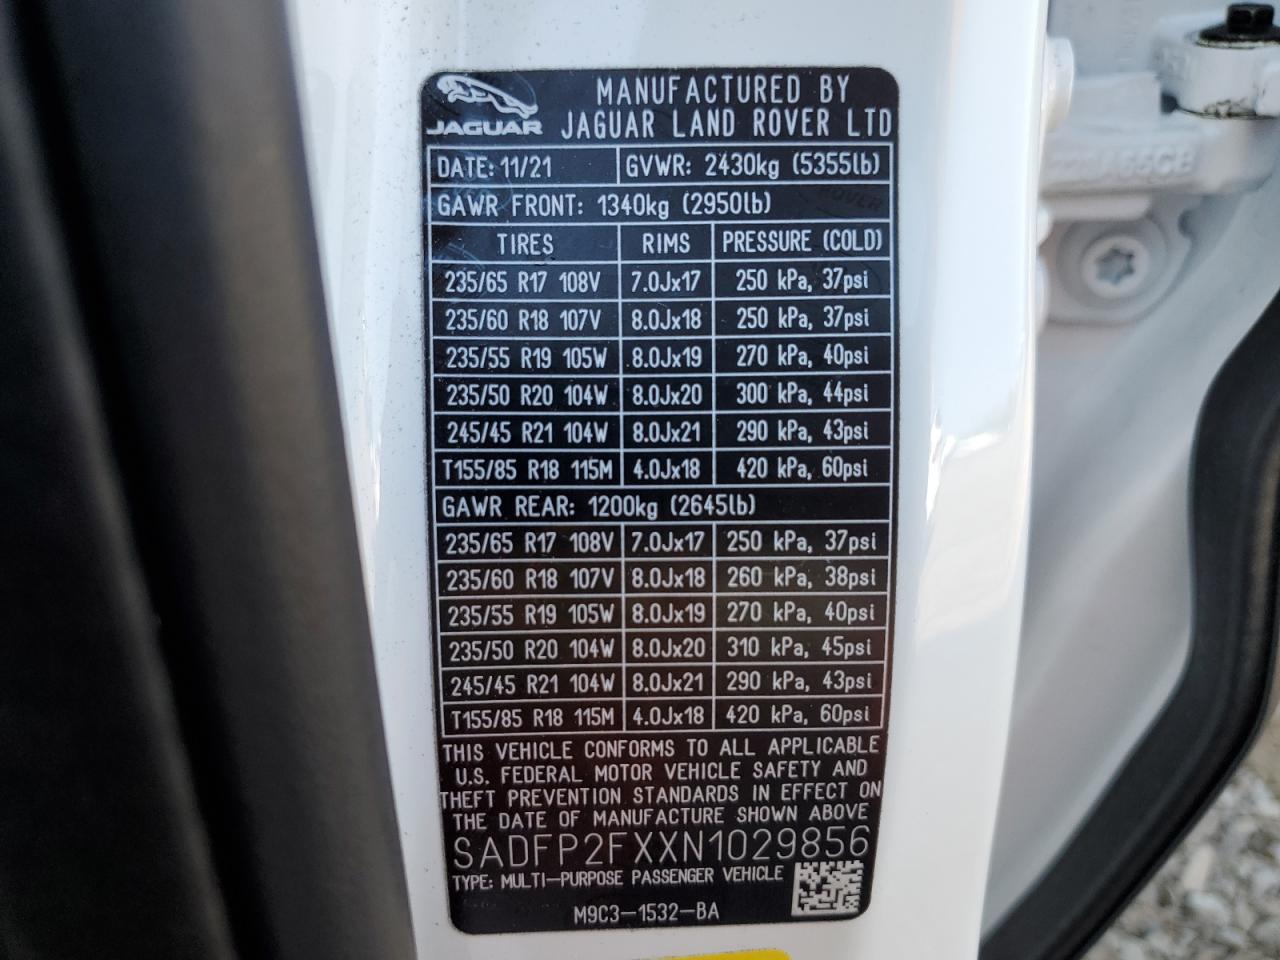 JAGUAR
MANUFACTURED BY
JAGUAR LAND ROVER LTD
DATE: 11/21 GVWR: 2430kg (5355lb)
GAWR FRONT: 1340kg (2950lb)
TIRES RIMS PRESSURE (COLD)
235/65 R17 108V 7.0Jx17 250 kPa, 37psi
235/60 R18 107V 8.0Jx18 250 kPa, 37psi
235/55 R19 105W 8.0Jx19 270 kPa, 40psi
235/50 R20 104W 8.0Jx20 300 kPa, 44psi
245/45 R21 104W 8.0Jx21 290 kPa, 43psi
T155/85 R18 115M 4.0Jx18 420 kPa, 60psi
GAWR REAR: 1200kg (2645lb)
235/65 R17 108V 7.0Jx17 250 kPa, 37psi
235/60 R18 107V 8.0Jx18 260 kPa, 38psi
235/55 R19 105W 8.0Jx19 270 kPa, 40psi
235/50 R20 104W 8.0Jx20 310 kPa, 45psi
245/45 R21 104W 8.0Jx21 290 kPa, 43psi
T155/85 R18 115M 4.0Jx18 420 kPa, 60psi
THIS VEHICLE CONFORMS TO ALL APPLICABLE
U.S. FEDERAL MOTOR VEHICLE SAFETY AND
THEFT PREVENTION STANDARDS IN EFFECT ON
THE DATE OF MANUFACTURE SHOWN ABOVE
SADFP2FXXN1029856
TYPE: MULTI-PURPOSE PASSENGER VEHICLE
M9C3-1532-BA